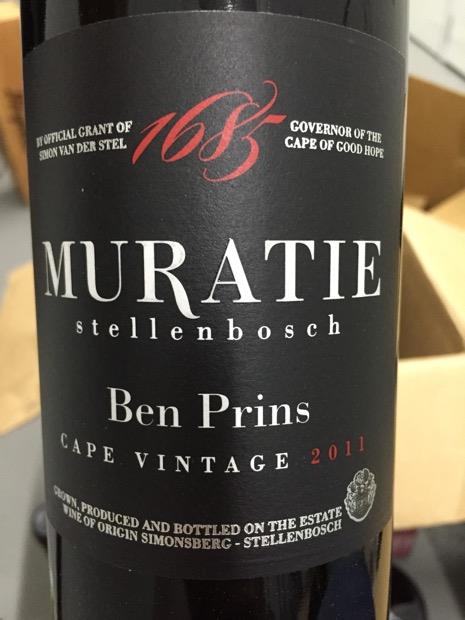 BY OFFICIAL GRANT OF
SIMON VAN DER STEL
1685
GOVERNOR OF THE
CAPE OF GOOD HOPE
MURATIE
stellenbosch
Ben Prins
CAPE VINTAGE 2011
GROWN, PRODUCED AND BOTTLED ON THE ESTATE
WINE OF ORIGIN SIMONSBERG - STELLENBOSCH